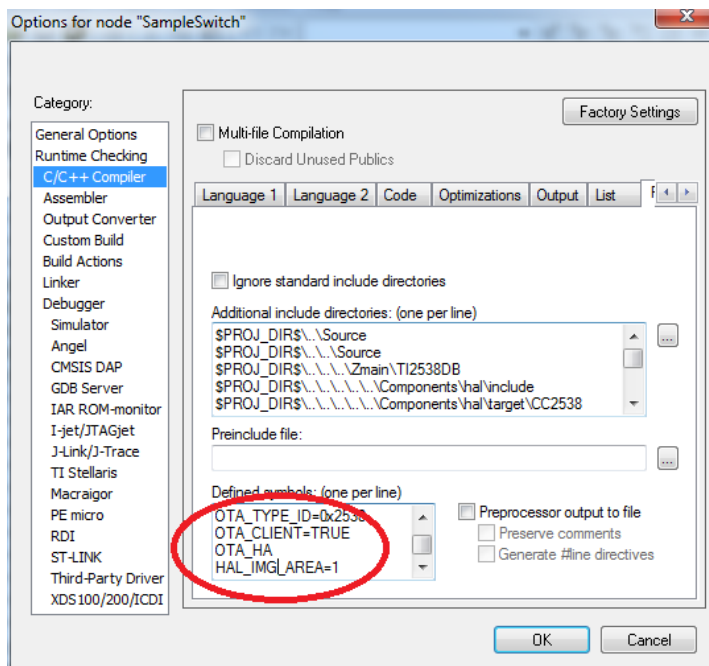 Options for node "SampleSwitch"
Category:
General Options
Runtime Checking
C/C++ Compiler
Assembler
Output Converter
Custom Build
Build Actions
Linker
Debugger
Simulator
Angel
CMSIS DAP
GDB Server
IAR ROM-monitor
I-jet/JTAGjet
J-Link/J-Trace
TI Stellaris
Macraigor
PE micro
RDI
ST-LINK
Third-Party Driver
XDS100/200/ICDI
Factory Settings
Multi-file Compilation
Discard Unused Publics
Language 1 Language 2 Code Optimizations Output List
Ignore standard include directories
Additional include directories: (one per line)
$PROJ_DIR$\..\Source
$PROJ_DIR$\..\..\Source
$PROJ_DIR$\..\..\..\Zmain\TI2538DB
$PROJ_DIR$\..\..\..\..\..\Components\hal\include
$PROJ_DIR$\..\..\..\..\..\Components\hal\target\CC2538
...
Preinclude file:
...
Defined symbols: (one per line)
OTA_TYPE_ID=0x2538
OTA_CLIENT=TRUE
OTA_HA
HAL_IMG_AREA=1
Preprocessor output to file
Preserve comments
Generate #line directives
OK
Cancel